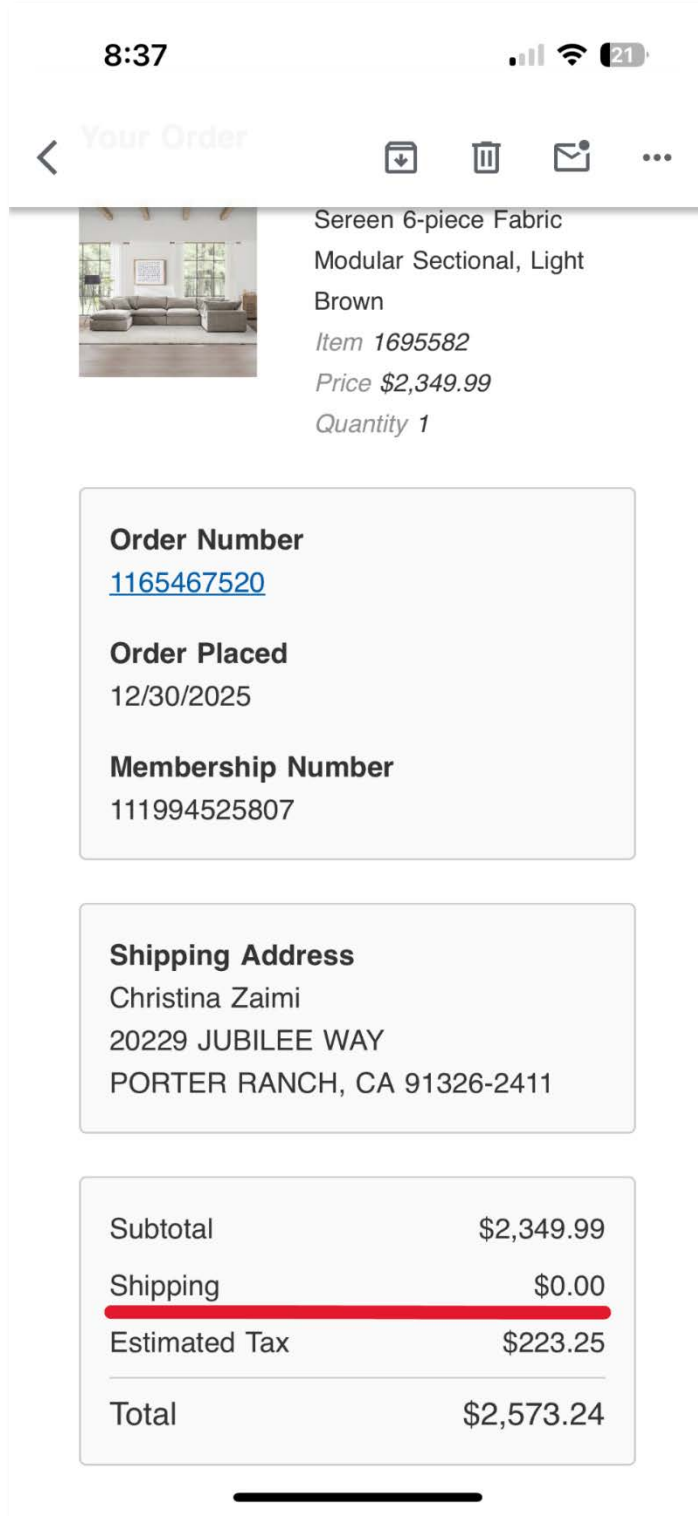 8:37
21
Your Order
Sereen 6-piece Fabric
Modular Sectional, Light
Brown
Item 1695582
Price $2,349.99
Quantity 1
Order Number
1165467520
Order Placed
12/30/2025
Membership Number
111994525807
Shipping Address
Christina Zaimi
20229 JUBILEE WAY
PORTER RANCH, CA 91326-2411
Subtotal $2,349.99
Shipping $0.00
Estimated Tax $223.25
Total $2,573.24